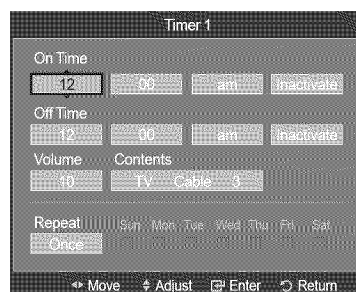 Timer 1
On Time
12 00 am Inactivate
Off Time
12 00 am Inactivate
Volume Contents
10 TV Cable 3
Repeat Sun Mon Tue Wed Thu Fri Sat
Once
Move Adjust Enter Return